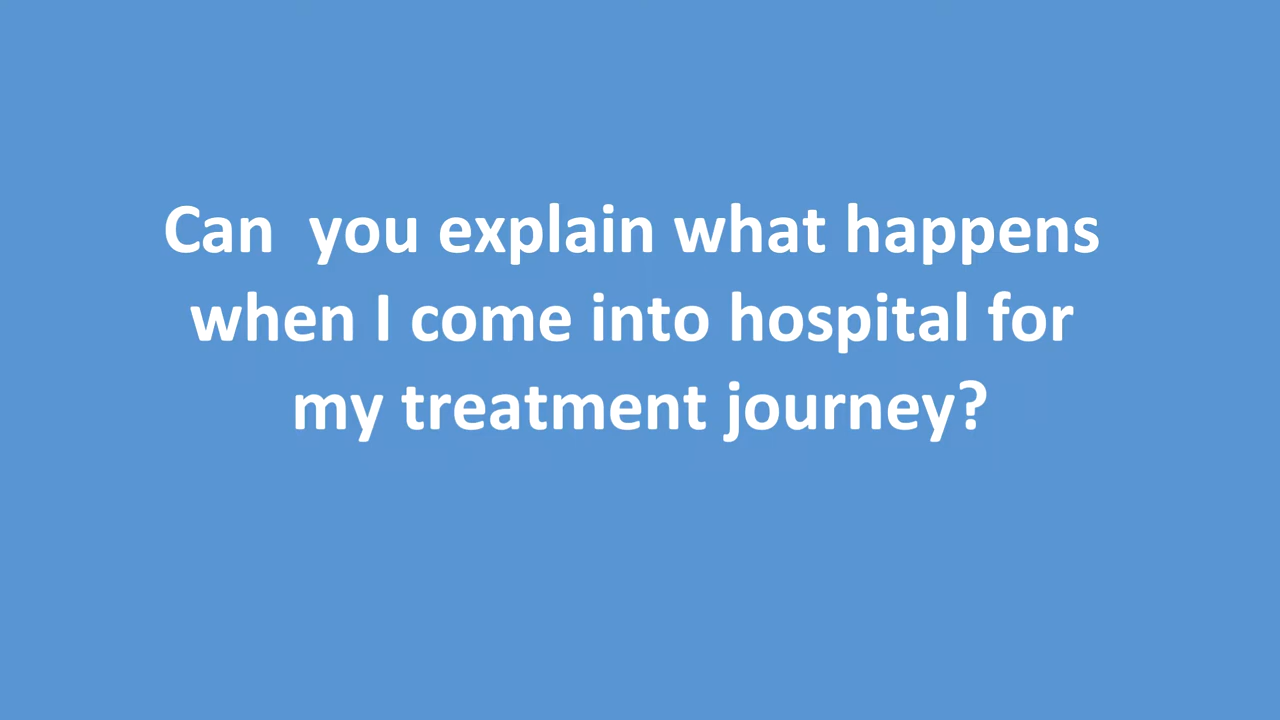 Can  you explain what happens
when I come into hospital for
my treatment journey?